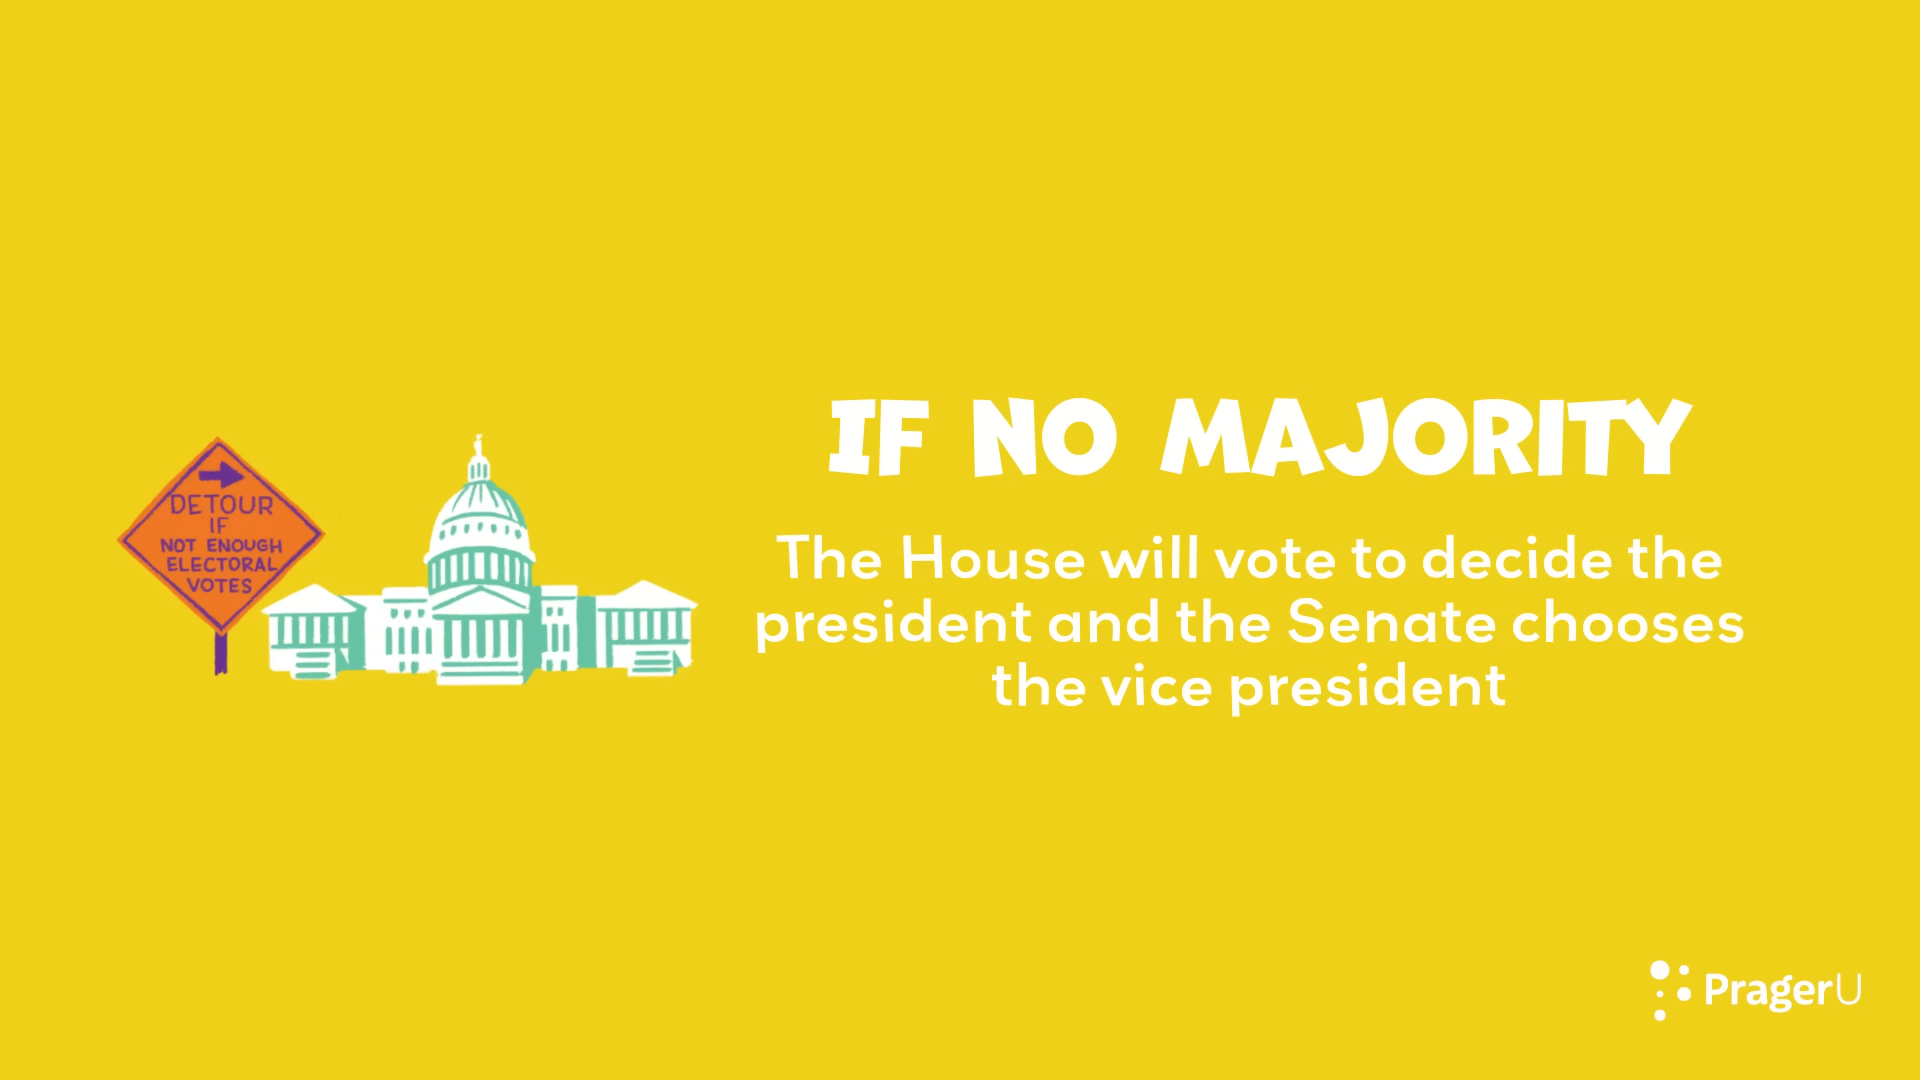 DETOUR
IF
NOT ENOUGH
ELECTORAL
VOTES
IF NO MAJORITY
The House will vote to decide the
president and the Senate chooses
the vice president
PragerU